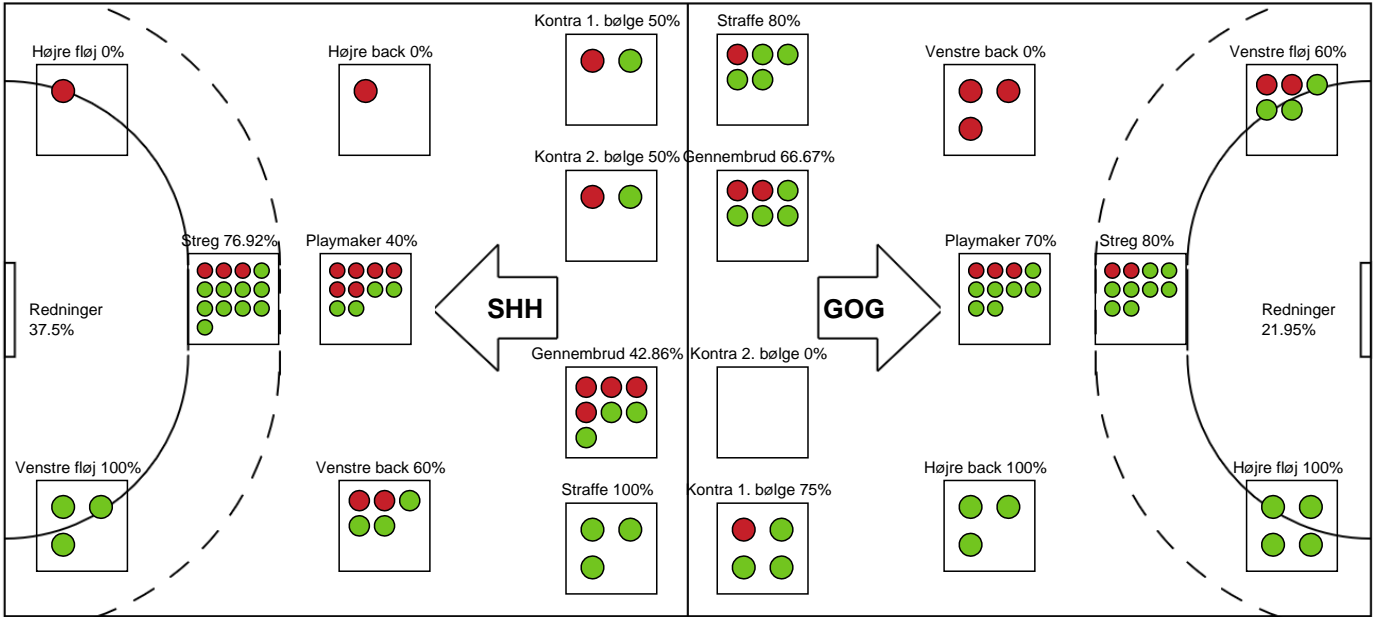 Kontra 1. bølge 50%
Straffe 80%
Højre fløj 0%
Højre back 0%
Venstre back 0%
Venstre fløj 60%
Kontra 2. bølge 50%
Gennembrud 66.67%
Streg 76.92%
Playmaker 40%
Playmaker 70%
Streg 80%
Redninger
37.5%
SHH
GOG
Redninger
21.95%
Gennembrud 42.86%
Kontra 2. bølge 0%
Venstre fløj 100%
Venstre back 60%
Straffe 100%
Kontra 1. bølge 75%
Højre back 100%
Højre fløj 100%